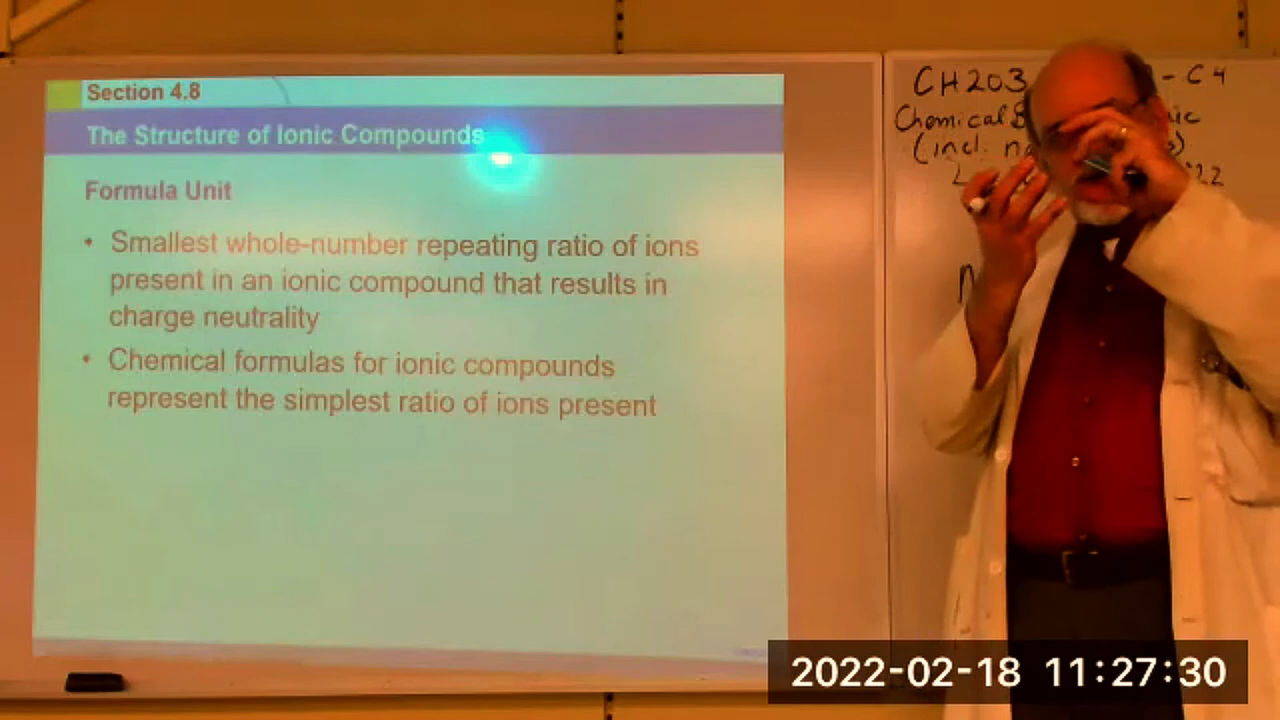 Section 4.8
The Structure of Ionic Compounds
Formula Unit
• Smallest whole-number repeating ratio of ions
present in an ionic compound that results in
charge neutrality
• Chemical formulas for ionic compounds
represent the simplest ratio of ions present
CH203 - C4
Chemical B
(incl. )
22
2022-02-18 11:27:30